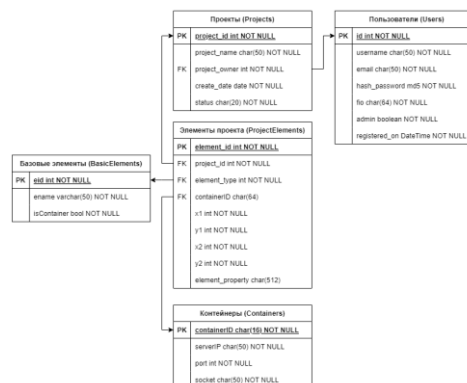 Проекты (Projects)
PK project_id int NOT NULL
project_name char(50) NOT NULL
FK project_owner int NOT NULL
create_date date NOT NULL
status char(20) NOT NULL
Пользователи (Users)
PK id int NOT NULL
username char(50) NOT NULL
email char(50) NOT NULL
hash_password md5 NOT NULL
fio char(64) NOT NULL
admin boolean NOT NULL
registered_on DateTime NOT NULL
Элементы проекта (ProjectElements)
PK element_id int NOT NULL
FK project_id int NOT NULL
FK element_type int NOT NULL
FK containerID char(64)
x1 int NOT NULL
y1 int NOT NULL
x2 int NOT NULL
y2 int NOT NULL
element_property char(512)
Базовые элементы (BasicElements)
PK eid int NOT NULL
ename varchar(50) NOT NULL
isContainer bool NOT NULL
Контейнеры (Containers)
PK containerID char(16) NOT NULL
serverIP char(50) NOT NULL
port int NOT NULL
socket char(50) NOT NULL